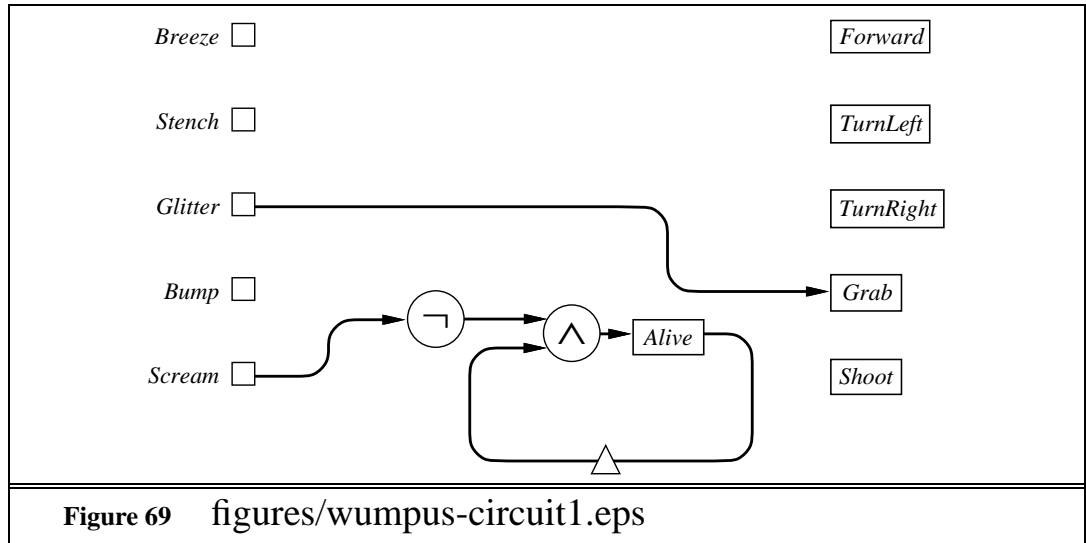 Breeze
Forward
Stench
TurnLeft
Glitter
TurnRight
Bump
Grab
¬
∧
Alive
Scream
Shoot
Figure 69 figures/wumpus-circuit1.eps